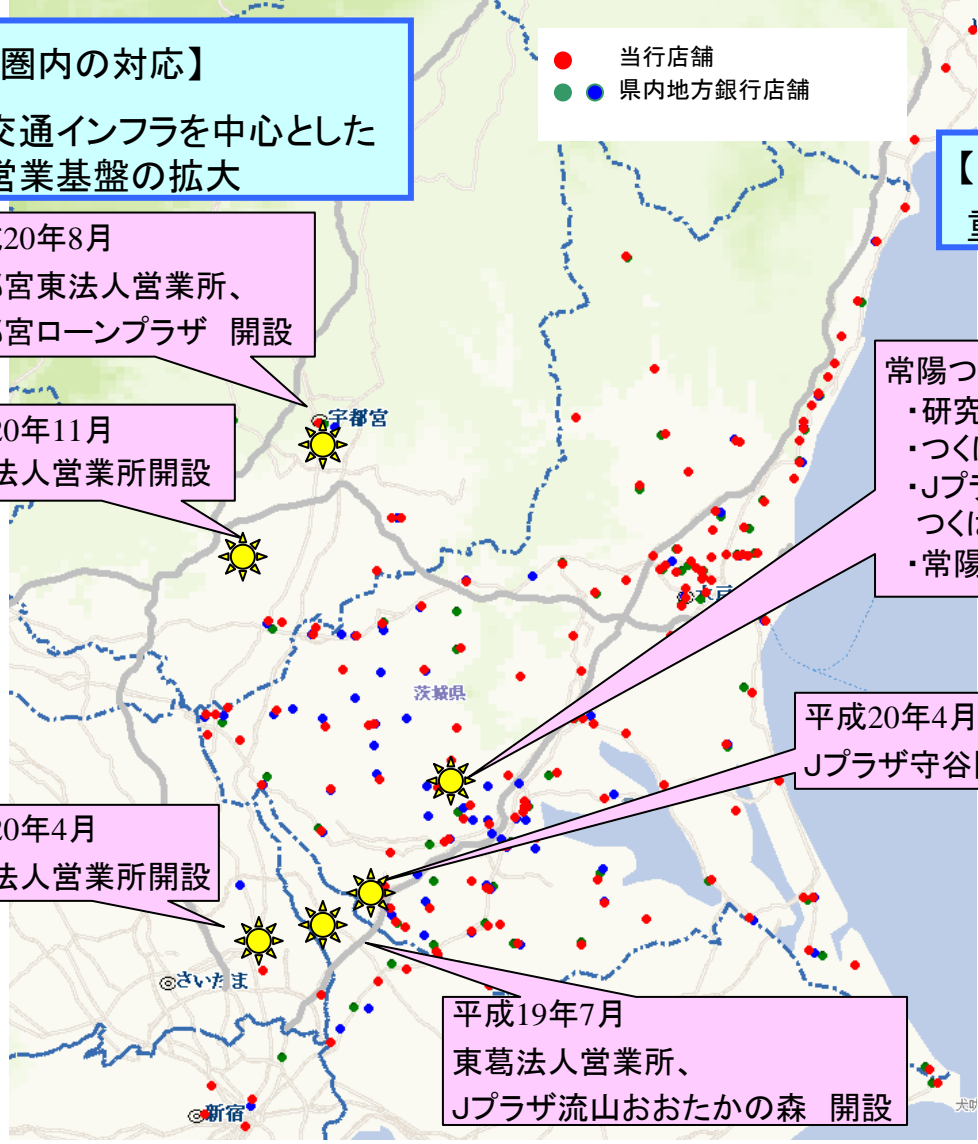 圏内の対応】
交通インフラを中心とした
営業基盤の拡大
当行店舗
県内地方銀行店舗
【
20年8月
宮東法人営業所、
宮ローンプラザ 開設
宇都宮
20年11月
法人営業所開設
常陽つ
・研究
・つくば
・Jプラ
つくば
・常陽
水戸
茨城県
平成20年4月
Jプラザ守谷
20年4月
法人営業所開設
さいたま
平成19年7月
東葛法人営業所、
Jプラザ流山おおたかの森 開設
新宿